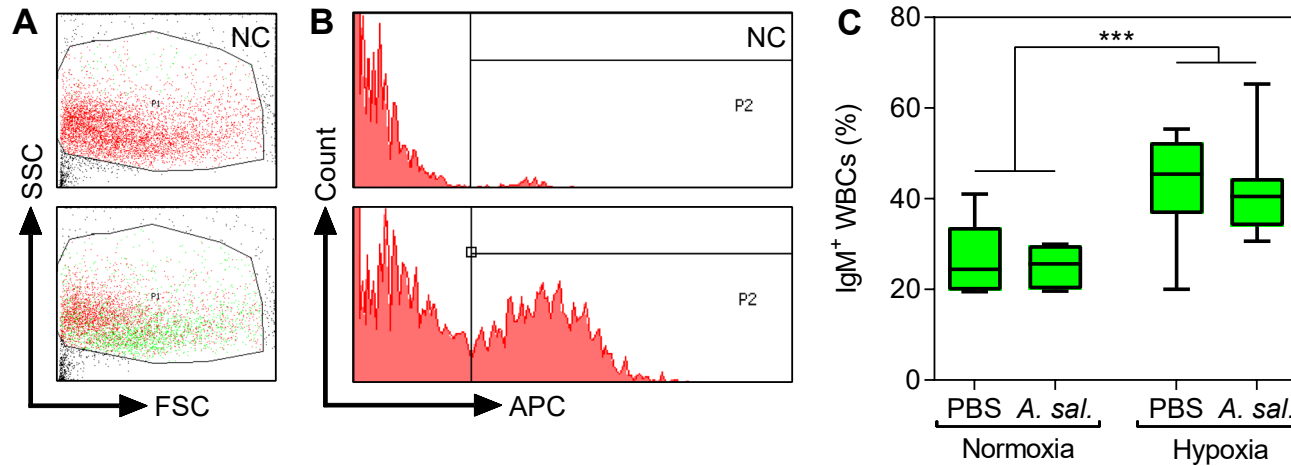 A
NC
P1
SSC
P1
FSC
B
NC
P2
Count
P2
APC
C
***
80
60
40
20
0
IgM⁺ WBCs (%)
PBS A. sal. PBS A. sal.
Normoxia Hypoxia